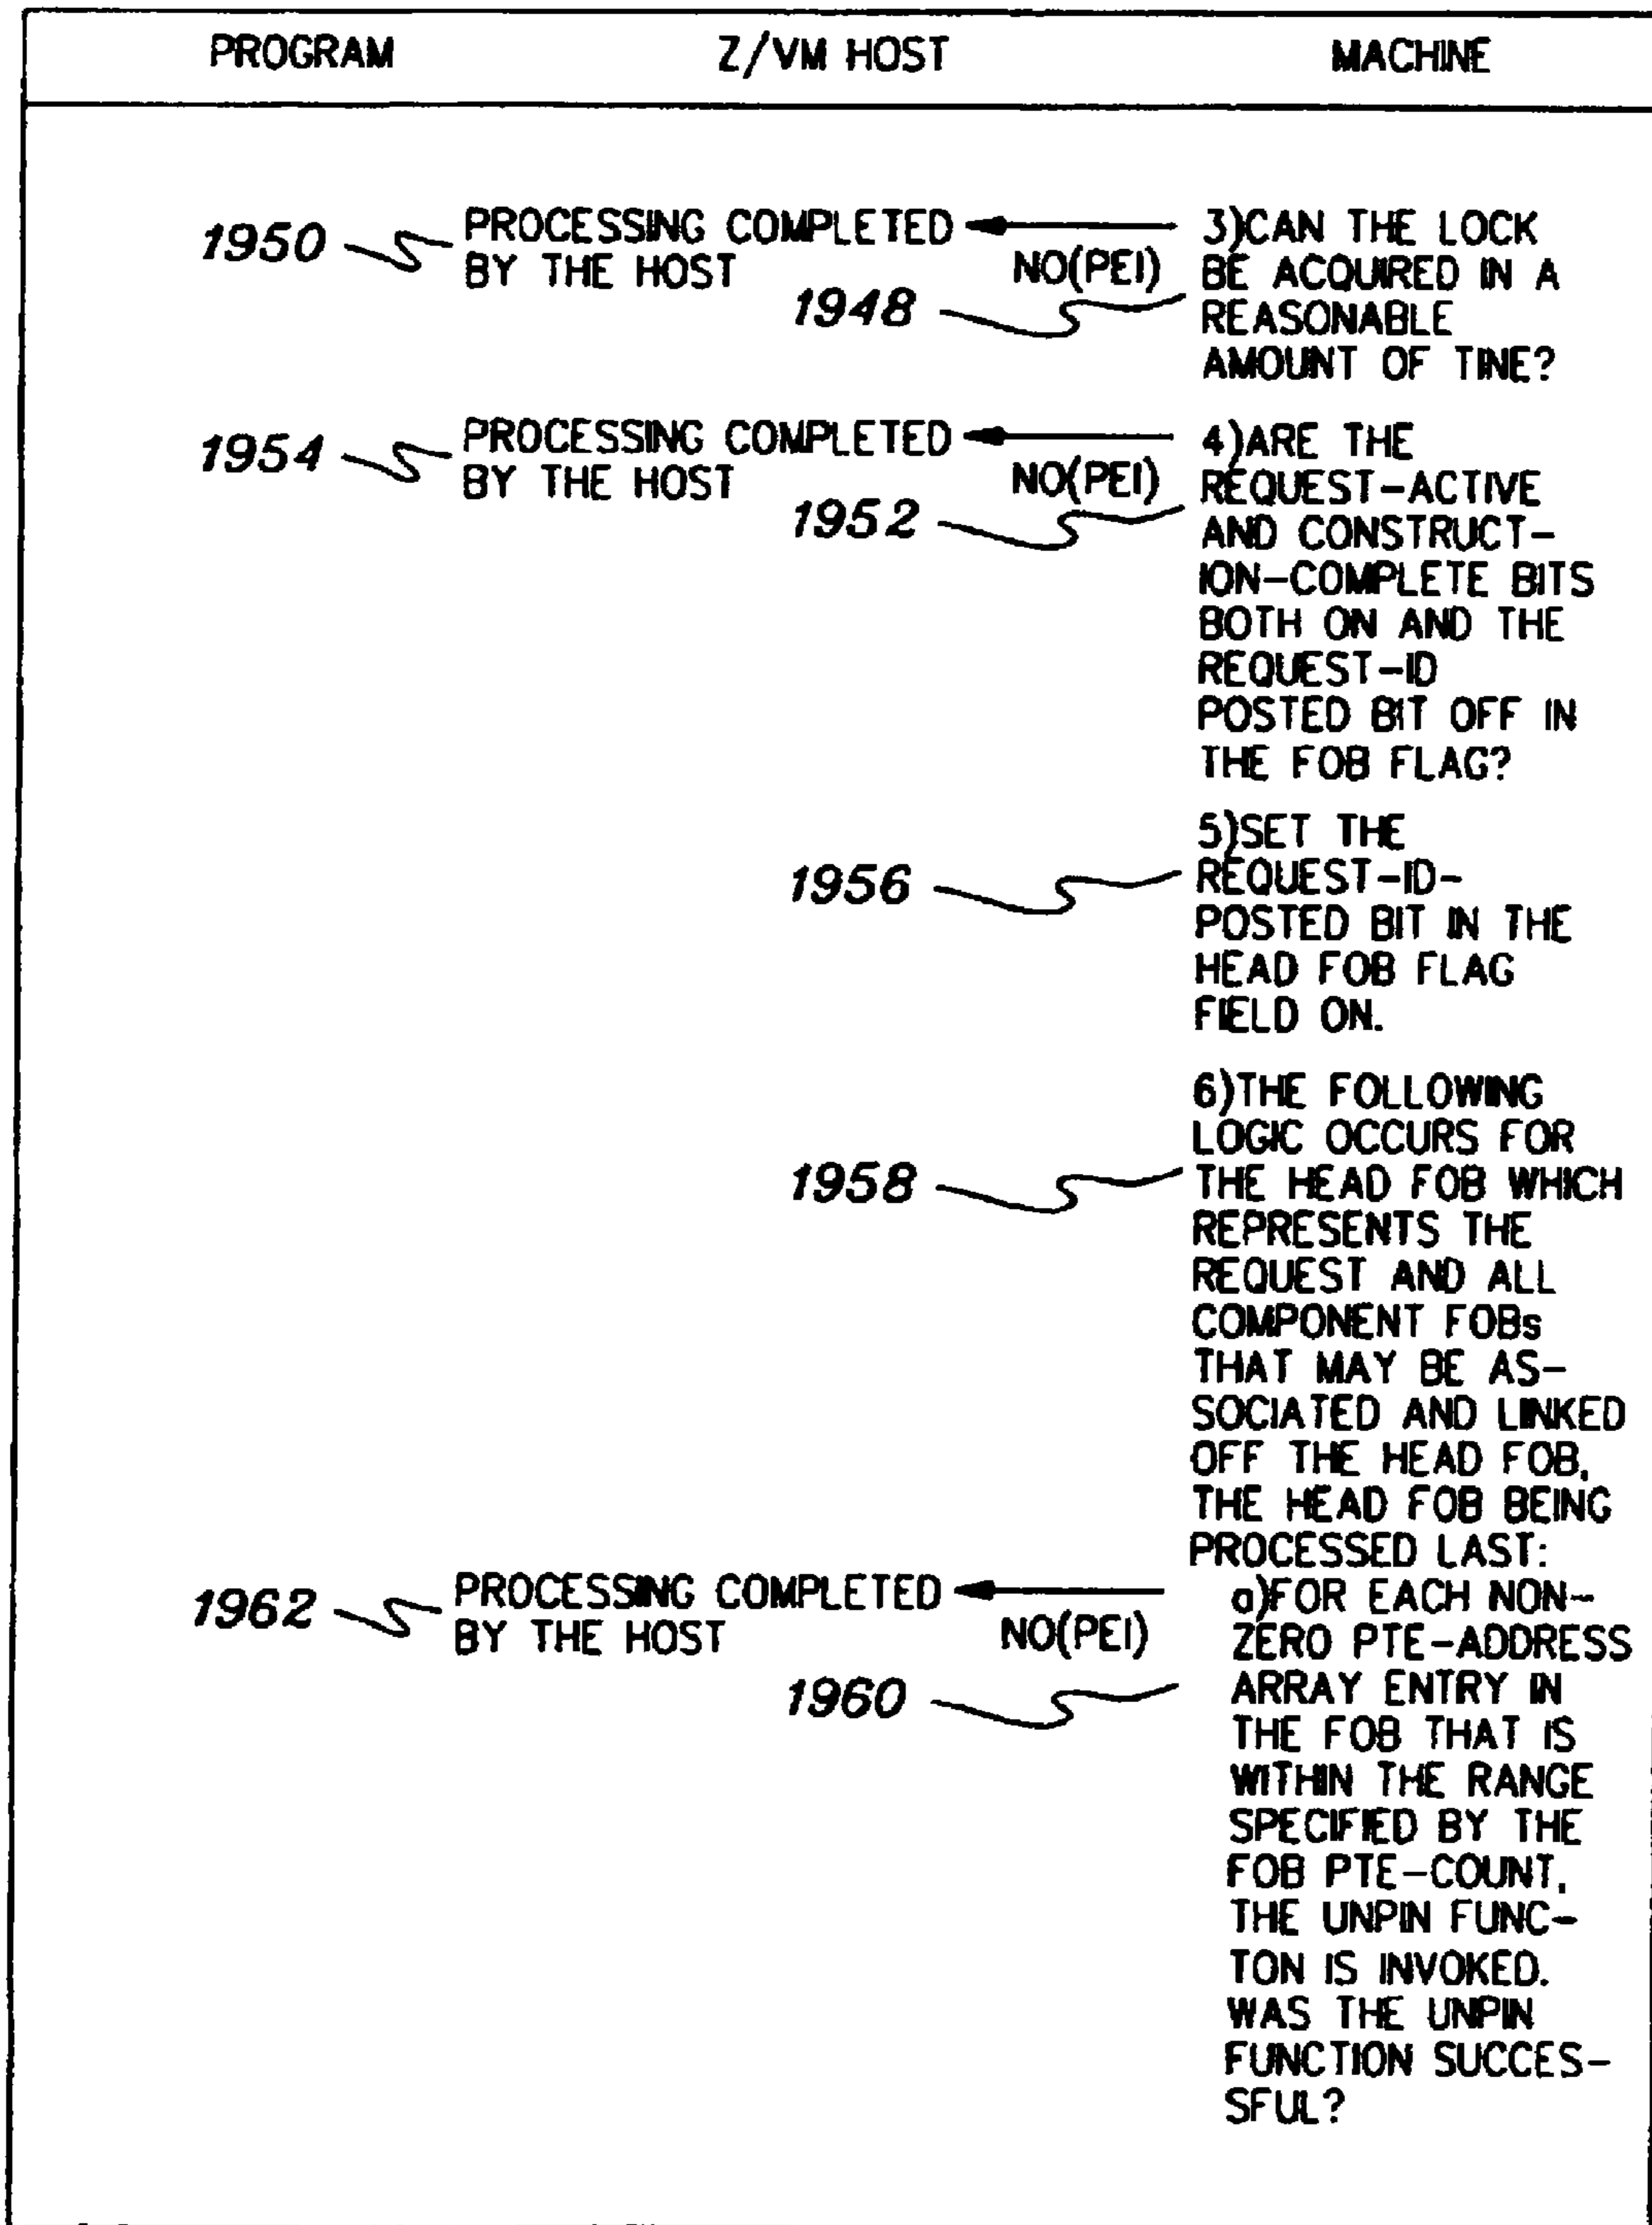 PROGRAM Z/VM HOST MACHINE
1950 PROCESSING COMPLETED 3)CAN THE LOCK
BY THE HOST NO(PEI) BE ACQUIRED IN A
1948 REASONABLE
AMOUNT OF TINE?
1954 PROCESSING COMPLETED 4)ARE THE
BY THE HOST NO(PEI) REQUEST-ACTIVE
1952 AND CONSTRUCT-
ION-COMPLETE BITS
BOTH ON AND THE
REQUEST-ID
POSTED BIT OFF IN
THE FOB FLAG?
5)SET THE
1956 REQUEST-ID-
POSTED BIT IN THE
HEAD FOB FLAG
FIELD ON.
6)THE FOLLOWING
LOGIC OCCURS FOR
1958 THE HEAD FOB WHICH
REPRESENTS THE
REQUEST AND ALL
COMPONENT FOBs
THAT MAY BE AS-
SOCIATED AND LINKED
OFF THE HEAD FOB,
THE HEAD FOB BEING
PROCESSED LAST:
1962 PROCESSING COMPLETED a)FOR EACH NON-
BY THE HOST NO(PEI) ZERO PTE-ADDRESS
1960 ARRAY ENTRY IN
THE FOB THAT IS
WITHIN THE RANGE
SPECIFIED BY THE
FOB PTE-COUNT,
THE UNPIN FUNC-
TON IS INVOKED.
WAS THE UNPIN
FUNCTION SUCCES-
SFUL?